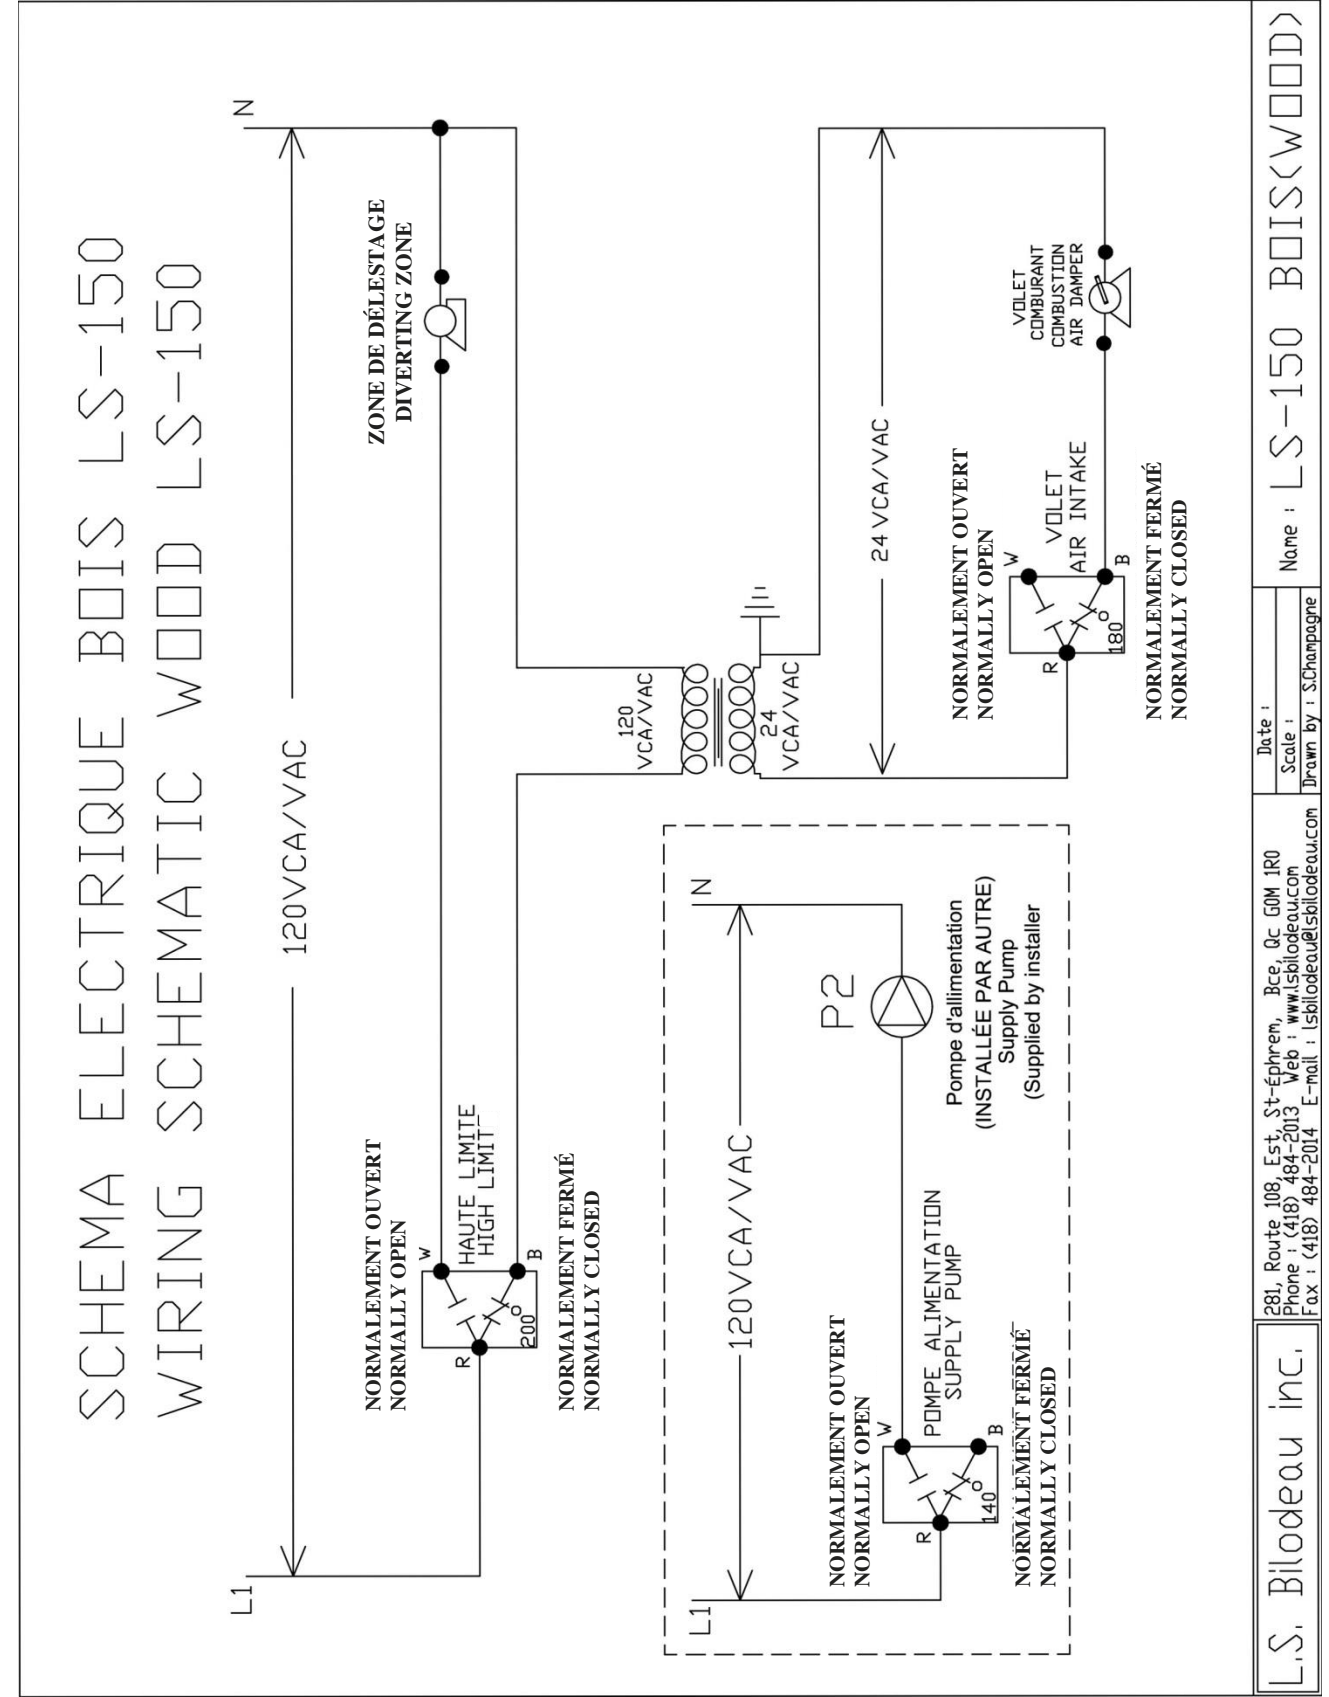 SCHEMA ELECTRIQUE BOIS LS-150
WIRING SCHEMATIC WOOD LS-150
L1
N
120VCA/VAC
NORMALEMENT OUVERT
NORMALLY OPEN
ZONE DE DÉLESTAGE
DIVERTING ZONE
W
HAUTE LIMITE
HIGH LIMIT
R
200
B
NORMALEMENT FERMÉ
NORMALLY CLOSED
120
VCA/VAC
24
VCA/VAC
L1
N
120VCA/VAC
P2
NORMALEMENT OUVERT
NORMALLY OPEN
W
POMPE ALIMENTATION
SUPPLY PUMP
R
140
B
NORMALEMENT FERMÉ
NORMALLY CLOSED
Pompe d'allimentation
(INSTALLÉE PAR AUTRE)
Supply Pump
(Supplied by installer
24 VCA/VAC
NORMALEMENT OUVERT
NORMALLY OPEN
W
VOLET
AIR INTAKE
R
180
B
NORMALEMENT FERMÉ
NORMALLY CLOSED
VOLET
COMBURANT
COMBUSTION
AIR DAMPER
L.S. Bilodeau inc.
281, Route 108, Est, St-Éphrem, Bce, Qc G0M 1R0
Phone : (418) 484-2013 Web : www.lsbilodeau.com
Fax : (418) 484-2014 E-mail : lsbilodeau@lsbilodeau.com
Date :
Scale :
Drawn by : S.Champagne
Name : LS-150 BOIS(WOOD)